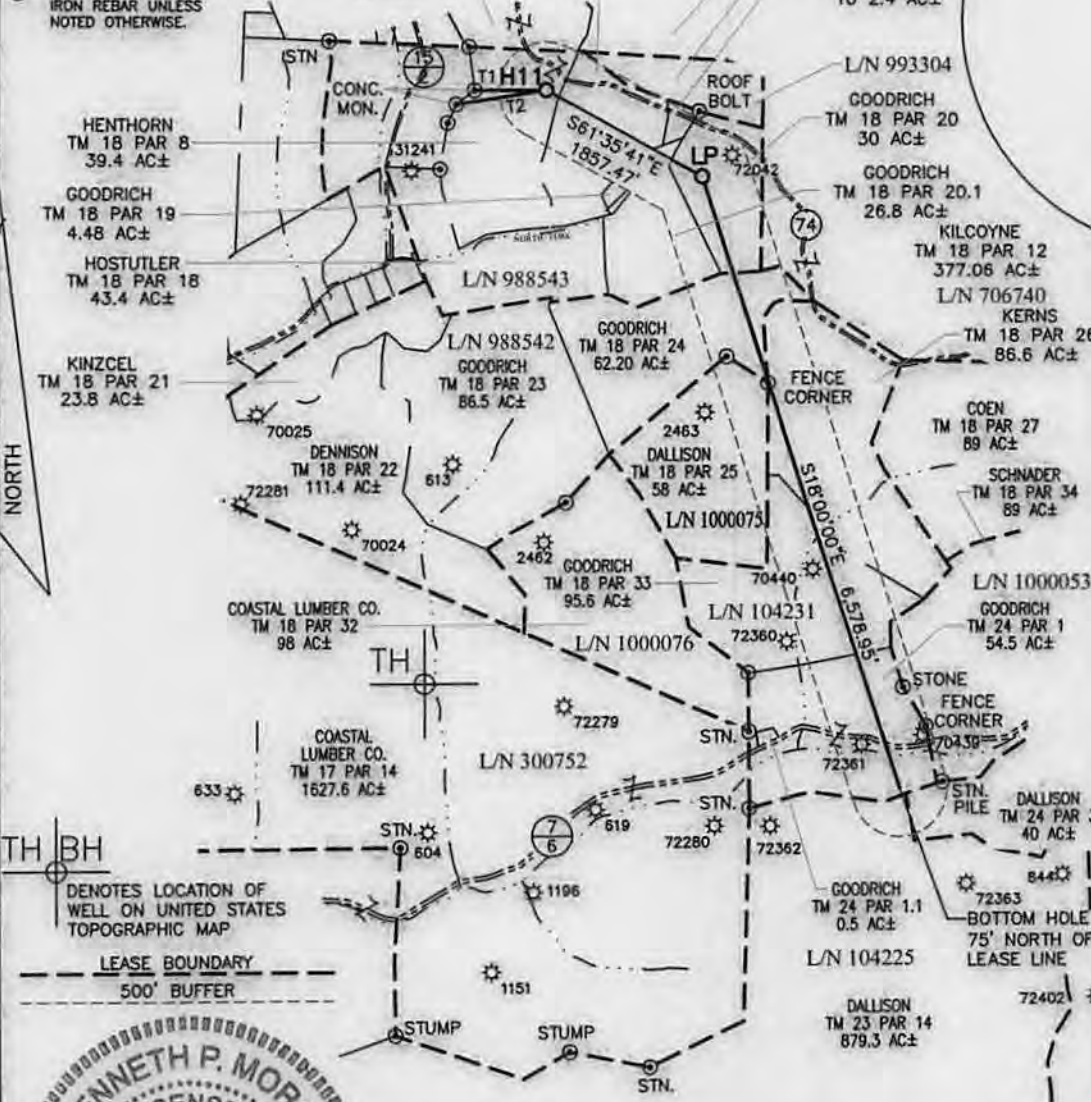 IRON REBAR UNLESS
NOTED OTHERWISE.
STN
15
2
CONC.
MON.
T1
H11
T2
ROOF
BOLT
L/N 993304
GOODRICH
TM 18 PAR 20
30 AC±
HENTHORN
TM 18 PAR 8
39.4 AC±
31241
S61°35'41"E
1857.47'
LP
72042
GOODRICH
TM 18 PAR 20.1
26.8 AC±
GOODRICH
TM 18 PAR 19
4.48 AC±
74
KILCOYNE
TM 18 PAR 12
377.06 AC±
HOSTUTLER
TM 18 PAR 18
43.4 AC±
NORTH FORK
L/N 988543
L/N 706740
KERNS
TM 18 PAR 26
86.6 AC±
L/N 988542
GOODRICH
TM 18 PAR 23
86.5 AC±
GOODRICH
TM 18 PAR 24
62.20 AC±
KINZCEL
TM 18 PAR 21
23.8 AC±
FENCE
CORNER
70025
2463
COEN
TM 18 PAR 27
89 AC±
NORTH
DENNISON
TM 18 PAR 22
111.4 AC±
613
DALLISON
TM 18 PAR 25
58 AC±
S18°00'00"E 6,578.95'
SCHNADER
TM 18 PAR 34
89 AC±
72281
70024
L/N 1000075
2462
GOODRICH
TM 18 PAR 33
95.6 AC±
70440
L/N 1000053
COASTAL LUMBER CO.
TM 18 PAR 32
98 AC±
L/N 104231
GOODRICH
TM 24 PAR 1
54.5 AC±
L/N 1000076
72360
TH
STONE
72279
FENCE
CORNER
STN.
70439
COASTAL
LUMBER CO.
TM 17 PAR 14
1627.6 AC±
L/N 300752
72361
633
STN.
STN.
PILE
DALLISON
TM 24 PAR
40 AC±
619
7
6
STN.
604
72280
72362
TH BH
844
DENOTES LOCATION OF
WELL ON UNITED STATES
TOPOGRAPHIC MAP
1196
GOODRICH
TM 24 PAR 1.1
0.5 AC±
72363
BOTTOM HOLE
75' NORTH OF
LEASE LINE
LEASE BOUNDARY
500' BUFFER
L/N 104225
1151
72402
DALLISON
TM 23 PAR 14
879.3 AC±
STUMP
STUMP
STN.
NNETH P. MOR